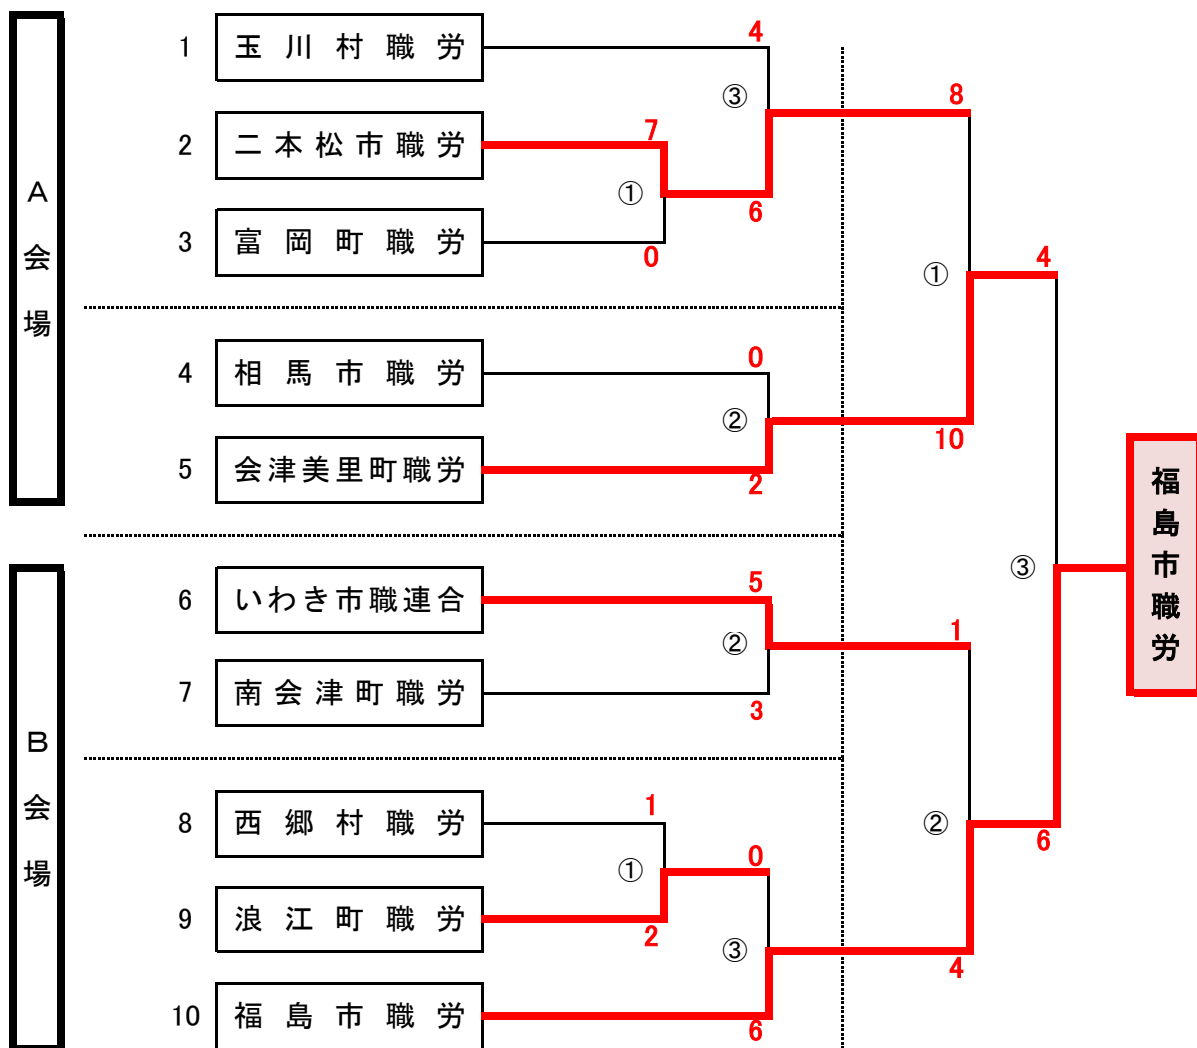 A会場
1 玉川村職労
2 二本松市職労
3 富岡町職労
4 相馬市職労
5 会津美里町職労
B会場
6 いわき市職連合
7 南会津町職労
8 西郷村職労
9 浪江町職労
10 福島市職労
4
③
6
7
①
0
0
②
2
5
②
3
1
①
2
0
③
6
8
①
10
1
②
4
4
③
6
福島市職労